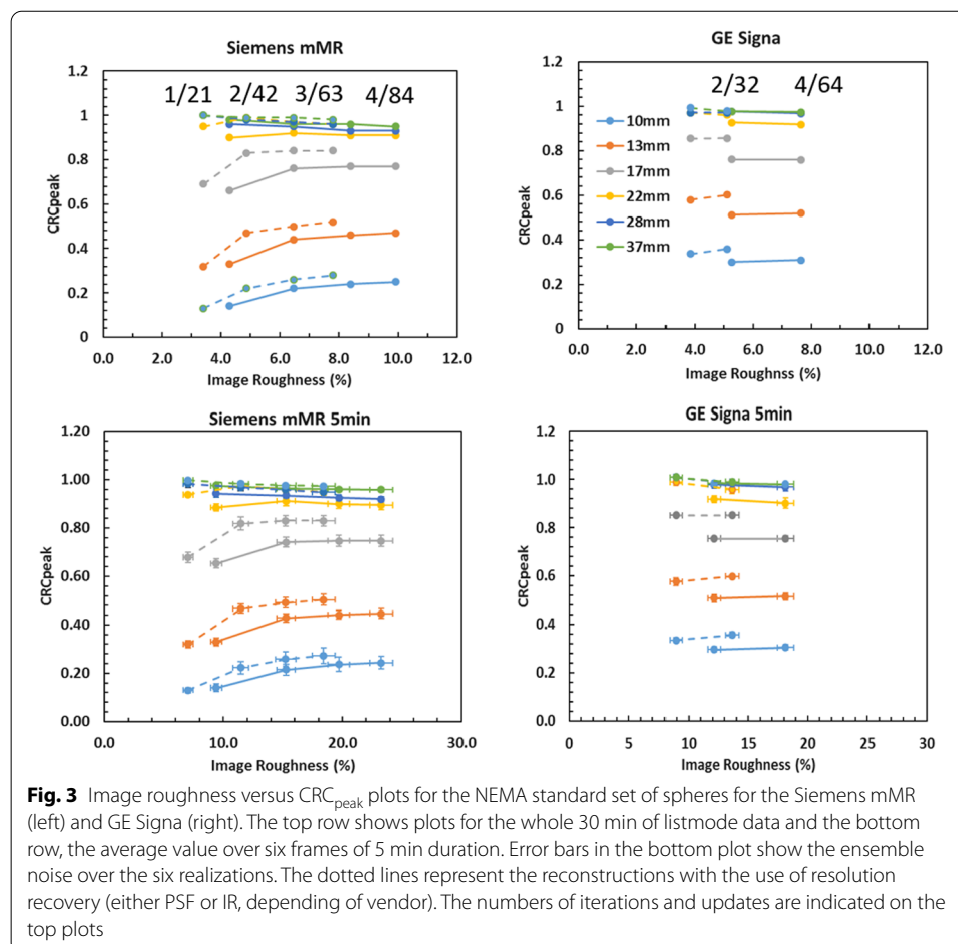 Siemens mMR
1.2
1
0.8
0.6
0.4
0.2
0
CRCpeak
1/21 2/42 3/63 4/84
0.0 2.0 4.0 6.0 8.0 10.0 12.0
Image Roughness (%)
GE Signa
1.2
1
0.8
0.6
0.4
0.2
0
CRCpeak
2/32 4/64
10mm
13mm
17mm
22mm
28mm
37mm
0.0 2.0 4.0 6.0 8.0 10.0 12.0
Image Roughnss (%)
Siemens mMR 5min
1.20
1.00
0.80
0.60
0.40
0.20
0.00
CRCpeak
0.0 10.0 20.0 30.0
Image Roughness (%)
GE Signa 5min
1.2
1
0.8
0.6
0.4
0.2
0
CRCpeak
0 5 10 15 20 25 30
Image Roughness (%)
Fig. 3 Image roughness versus CRCpeak plots for the NEMA standard set of spheres for the Siemens mMR
(left) and GE Signa (right). The top row shows plots for the whole 30 min of listmode data and the bottom
row, the average value over six frames of 5 min duration. Error bars in the bottom plot show the ensemble
noise over the six realizations. The dotted lines represent the reconstructions with the use of resolution
recovery (either PSF or IR, depending of vendor). The numbers of iterations and updates are indicated on the
top plots